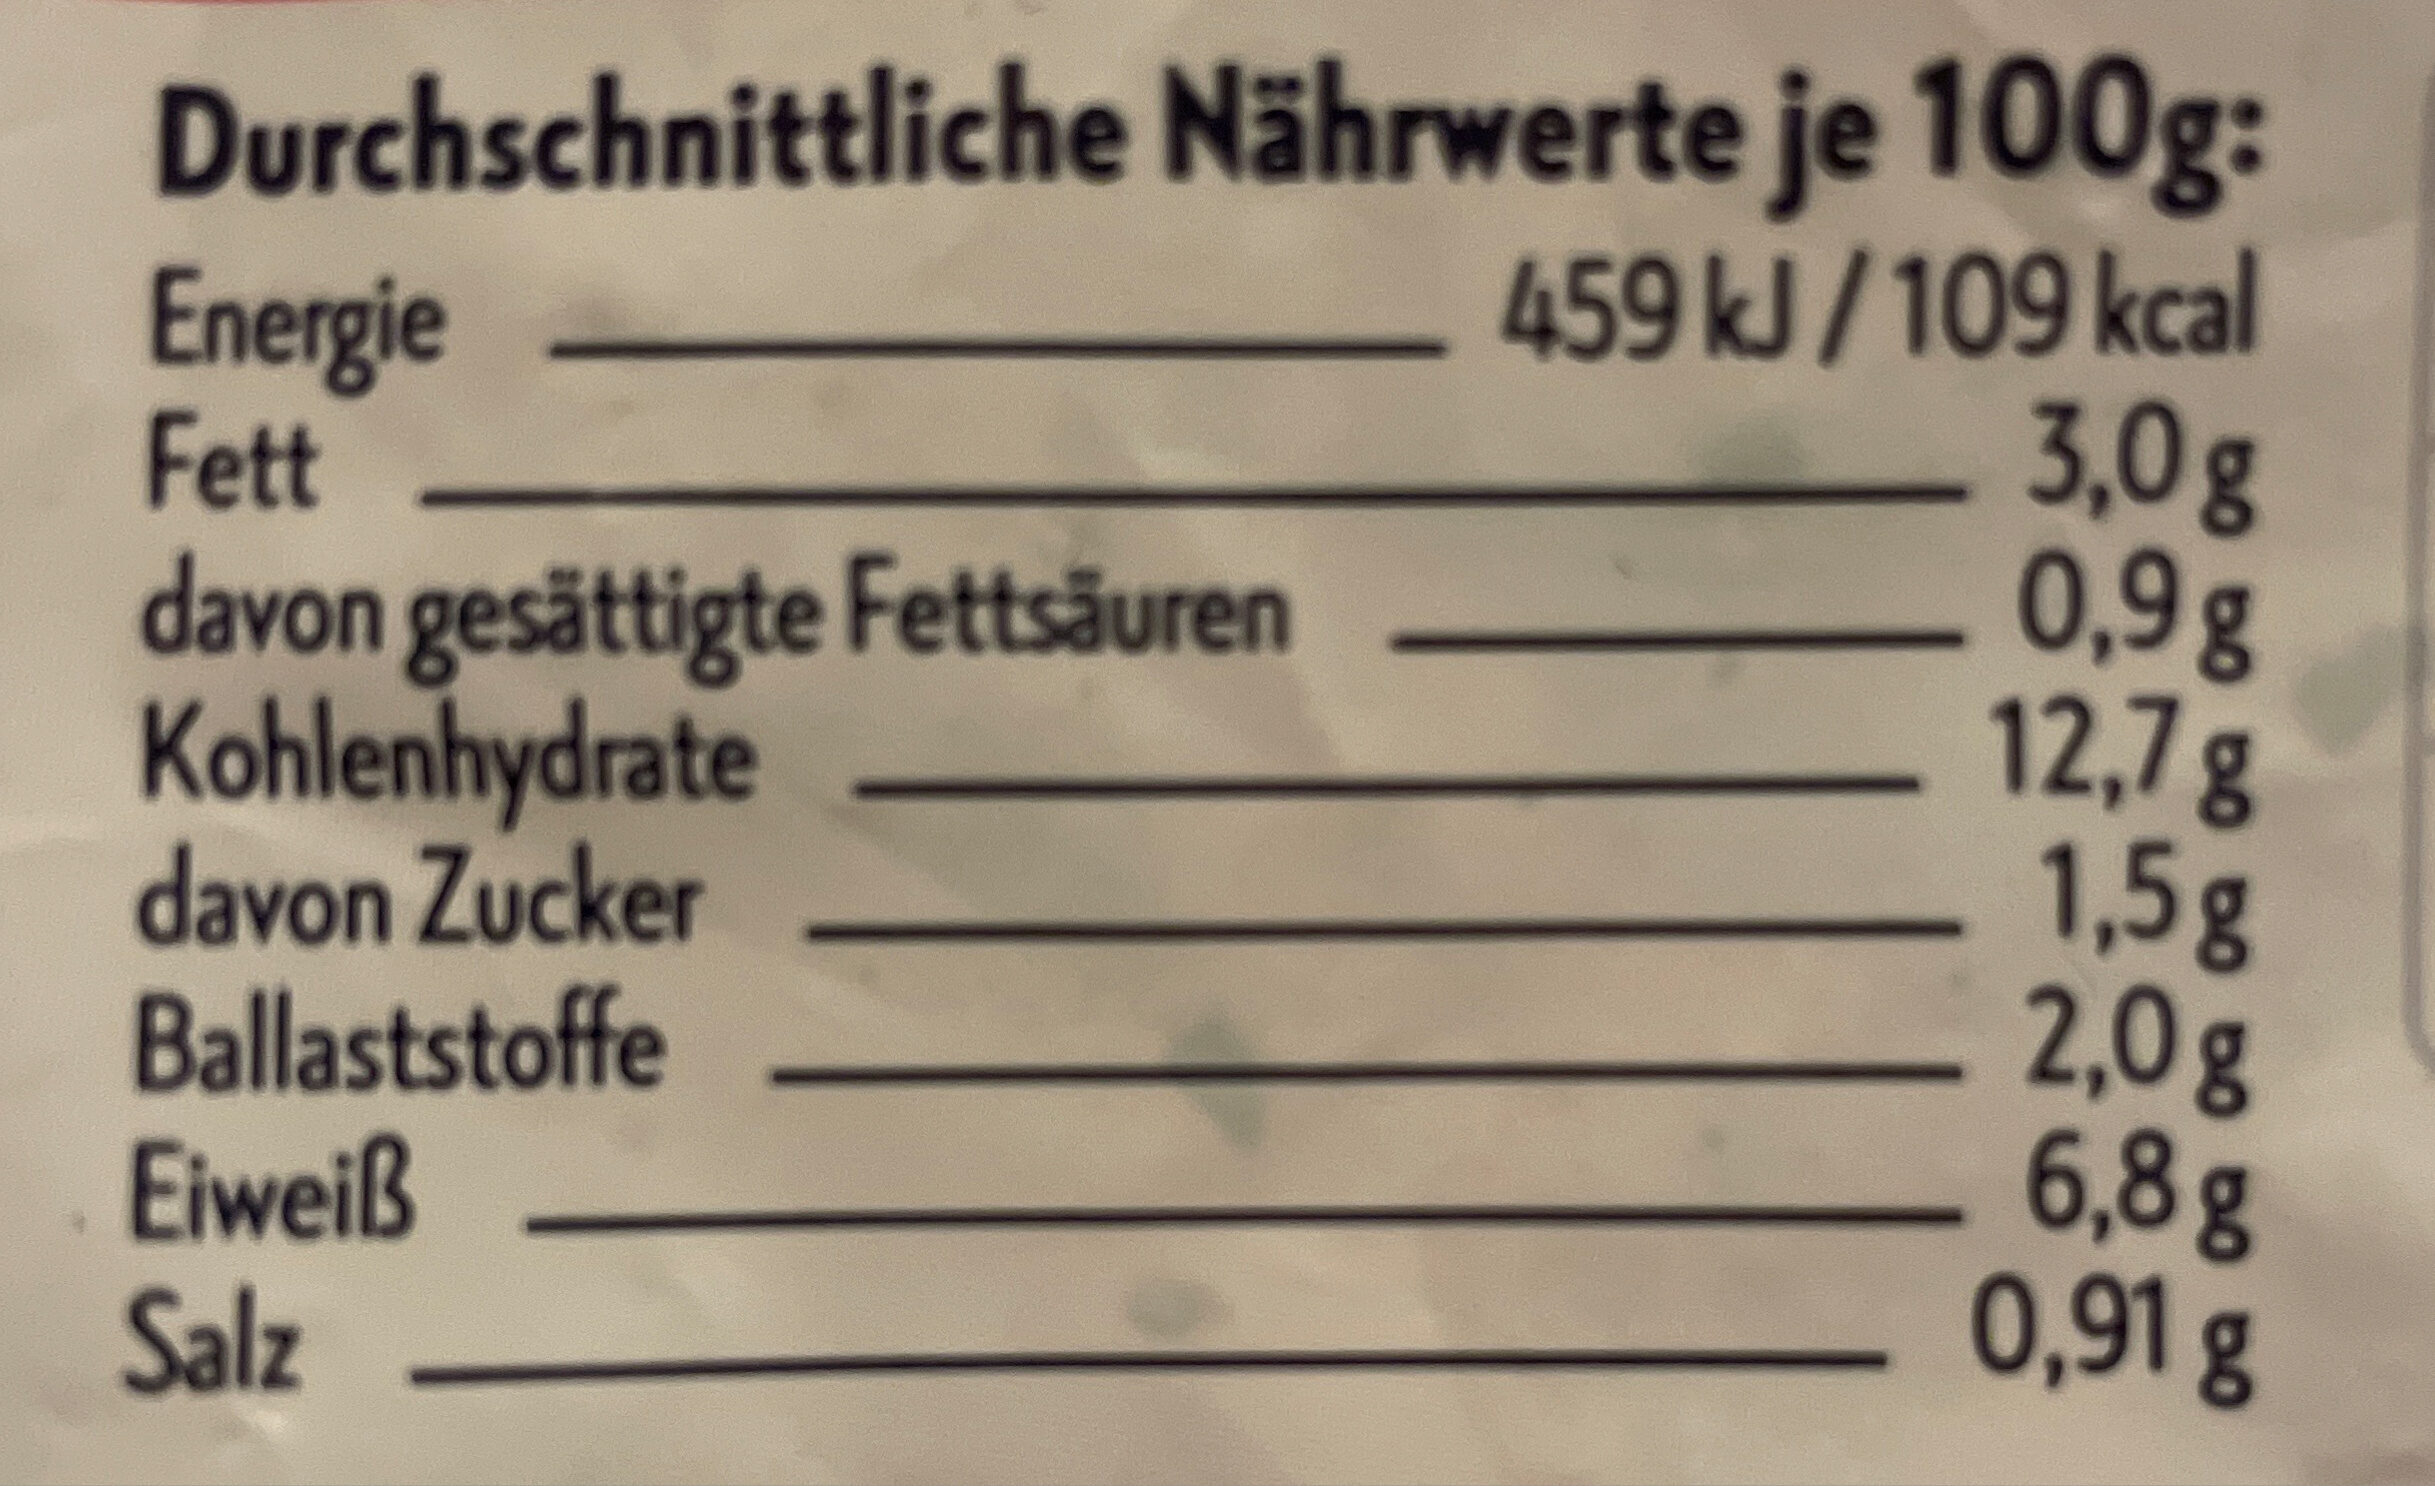 Durchschnittliche Nährwerte je 100g:
Energie 459 kJ / 109 kcal
Fett 3,0 g
davon gesättigte Fettsäuren 0,9 g
Kohlenhydrate 12,7 g
davon Zucker 1,5 g
Ballaststoffe 2,0 g
Eiweiß 6,8 g
Salz 0,91 g